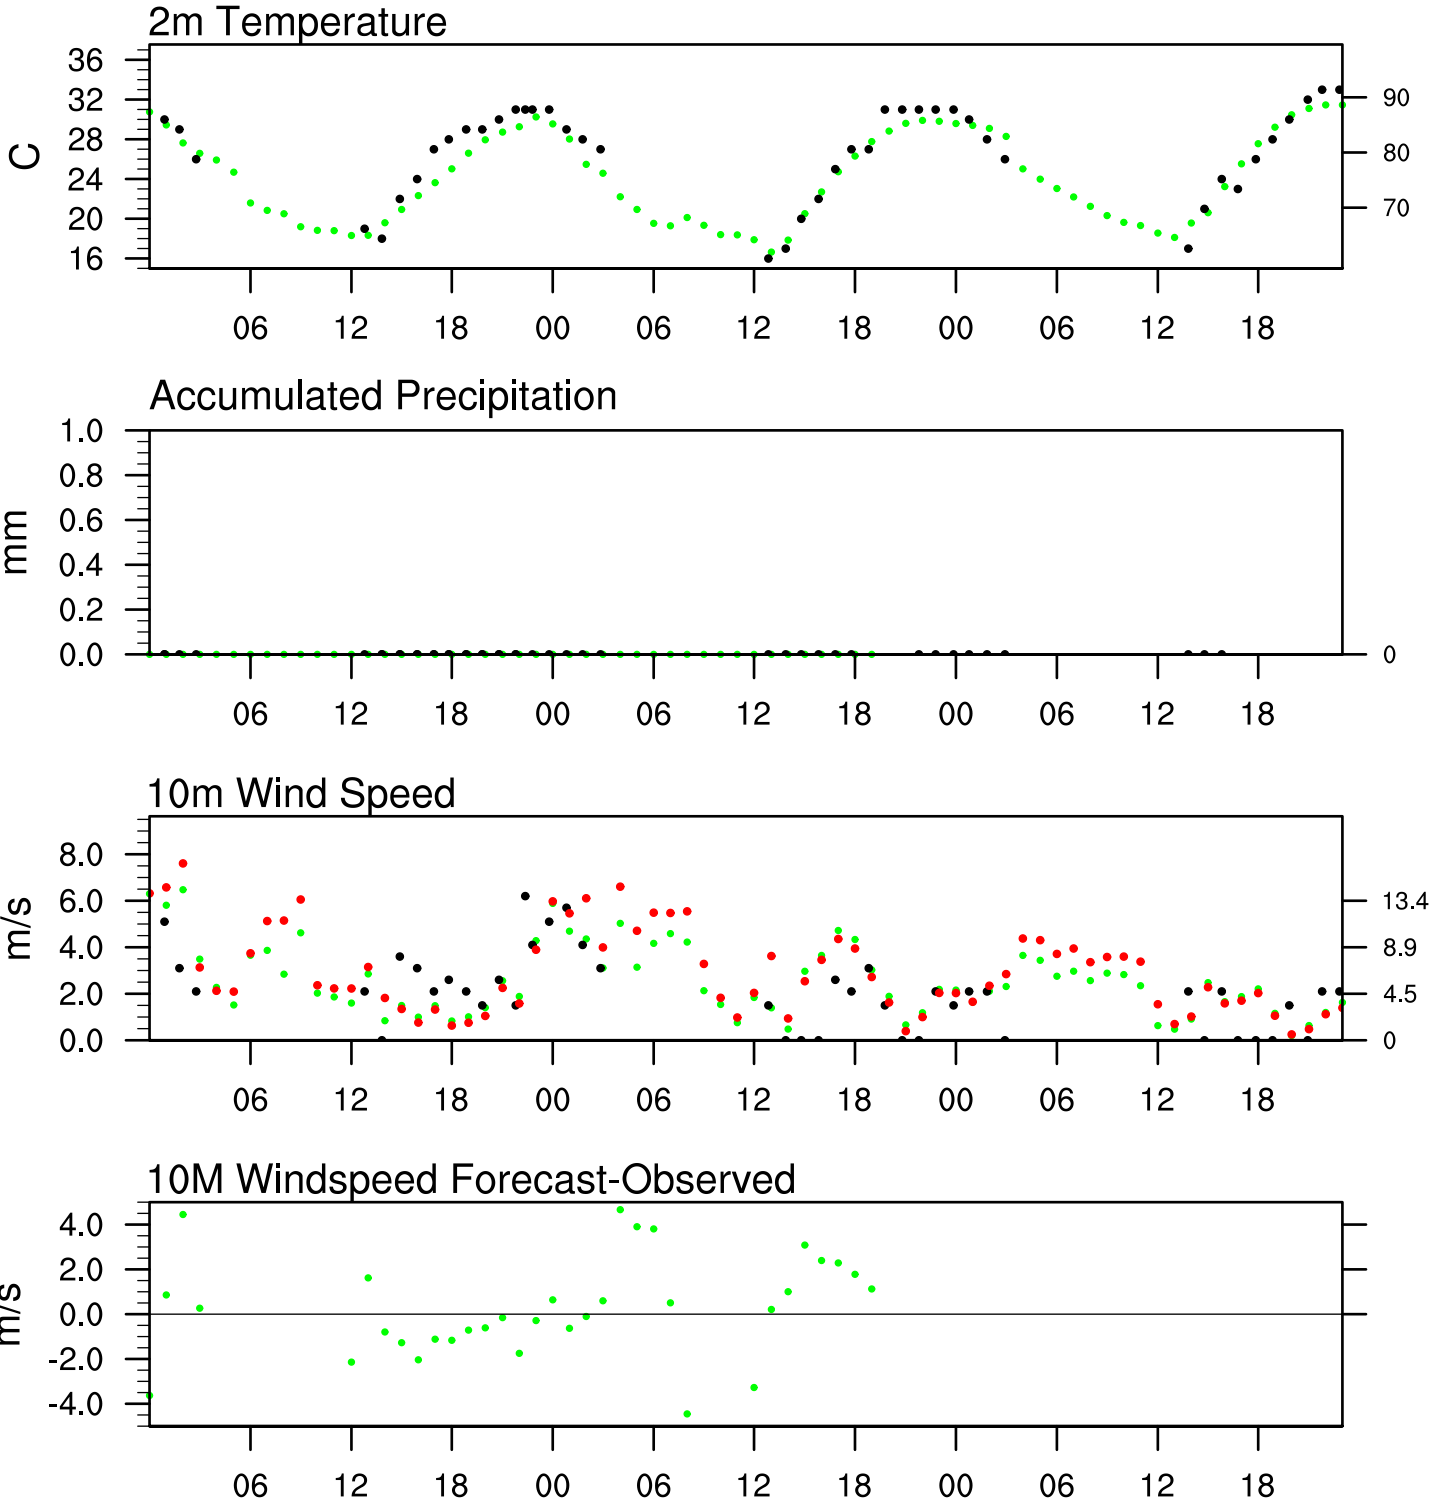 2m Temperature
36
32
28
24
20
16
C
90
80
70
06 12 18 00 06 12 18 00 06 12 18
Accumulated Precipitation
1.0
0.8
0.6
0.4
0.2
0.0
mm
0
06 12 18 00 06 12 18 00 06 12 18
10m Wind Speed
8.0
6.0
4.0
2.0
0.0
m/s
13.4
8.9
4.5
0
06 12 18 00 06 12 18 00 06 12 18
10M Windspeed Forecast-Observed
4.0
2.0
0.0
-2.0
-4.0
m/s
06 12 18 00 06 12 18 00 06 12 18